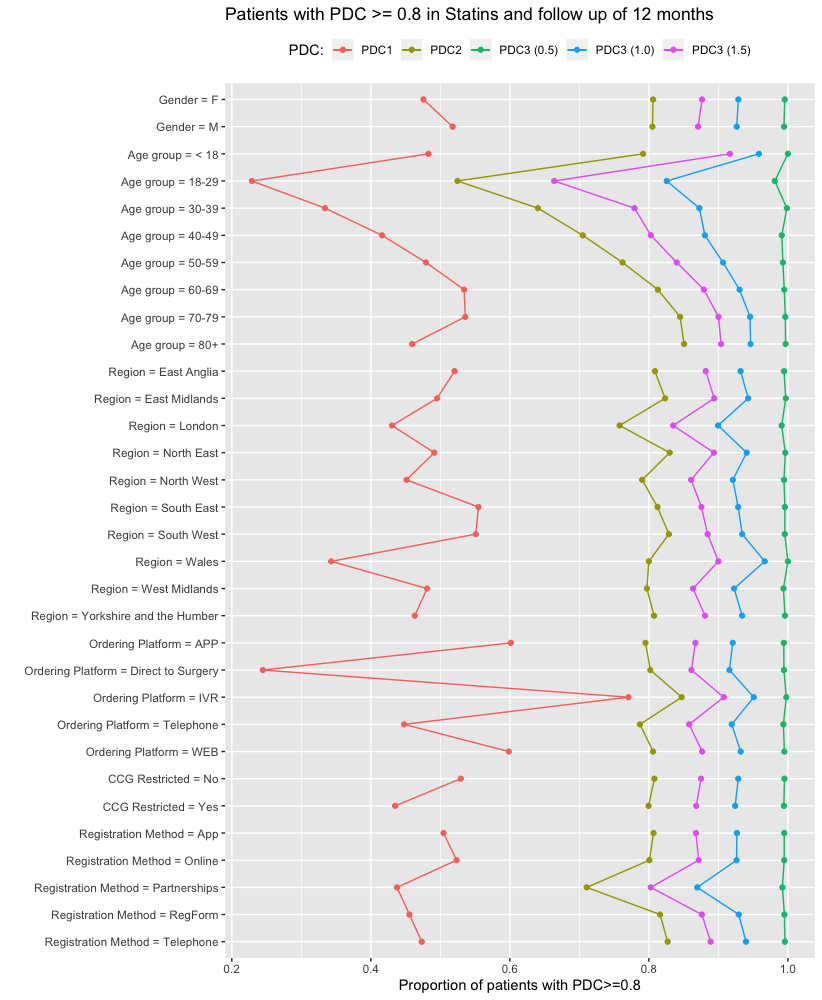 Patients with PDC >= 0.8 in Statins and follow up of 12 months
PDC: PDC1 PDC2 PDC3 (0.5) PDC3 (1.0) PDC3 (1.5)
Gender = F
Gender = M
Age group = < 18
Age group = 18-29
Age group = 30-39
Age group = 40-49
Age group = 50-59
Age group = 60-69
Age group = 70-79
Age group = 80+
Region = East Anglia
Region = East Midlands
Region = London
Region = North East
Region = North West
Region = South East
Region = South West
Region = Wales
Region = West Midlands
Region = Yorkshire and the Humber
Ordering Platform = APP
Ordering Platform = Direct to Surgery
Ordering Platform = IVR
Ordering Platform = Telephone
Ordering Platform = WEB
CCG Restricted = No
CCG Restricted = Yes
Registration Method = App
Registration Method = Online
Registration Method = Partnerships
Registration Method = RegForm
Registration Method = Telephone
0.2 0.4 0.6 0.8 1.0
Proportion of patients with PDC>=0.8